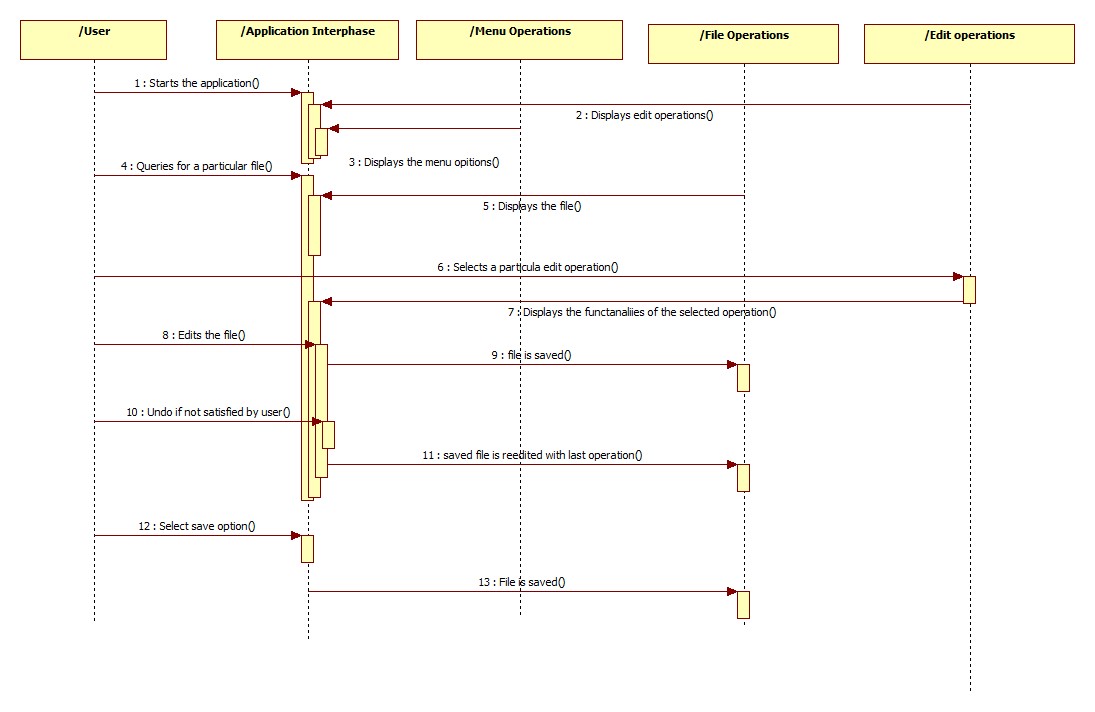 /User
/Application Interphase
/Menu Operations
/File Operations
/Edit operations
1 : Starts the application()
2 : Displays edit operations()
3 : Displays the menu opitions()
4 : Queries for a particular file()
5 : Displays the file()
6 : Selects a particula edit operation()
7 : Displays the functanaliies of the selected operation()
8 : Edits the file()
9 : file is saved()
10 : Undo if not satisfied by user()
11 : saved file is reedited with last operation()
12 : Select save option()
13 : File is saved()